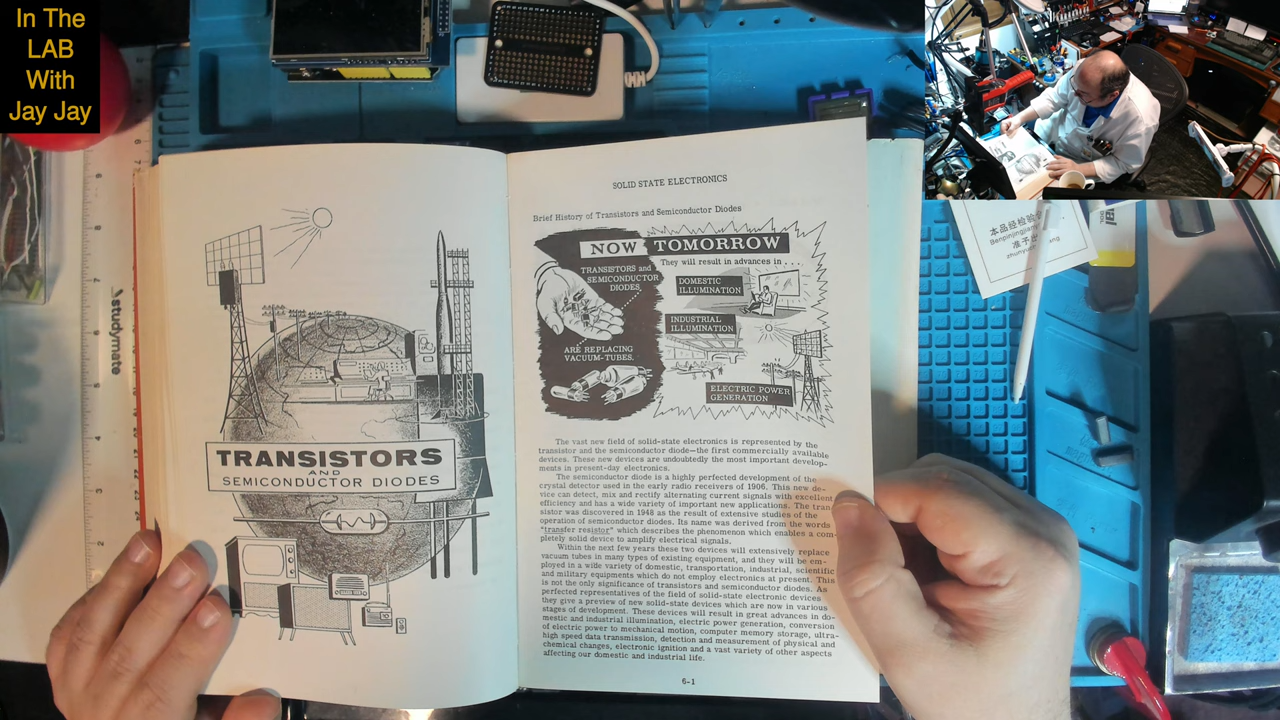 In The
LAB
With
Jay Jay
studymate
TRANSISTORS
AND
SEMICONDUCTOR DIODES
SOLID STATE ELECTRONICS
Brief History of Transistors and Semiconductor Diodes
NOW
TRANSISTORS and
SEMICONDUCTOR
DIODES
ARE REPLACING
VACUUM-TUBES.
TOMORROW
They will result in advances in . . . .
DOMESTIC
ILLUMINATION
INDUSTRIAL
ILLUMINATION
ELECTRIC POWER
GENERATION
The vast new field of solid-state electronics is represented by the
transistor and the semiconductor diode—the first commercially available
devices. These new devices are undoubtedly the most important develop-
ments in present-day electronics.
The semiconductor diode is a highly perfected development of the
crystal detector used in the early radio receivers of 1906. This new de-
vice can detect, mix and rectify alternating current signals with excellent
efficiency and has a wide variety of important new applications. The tran
sistor was discovered in 1948 as the result of extensive studies of the
operation of semiconductor diodes. Its name was derived from the words
"transfer resistor" which describes the phenomenon which enables a com-
pletely solid device to amplify electrical signals.
Within the next few years these two devices will extensively replace
vacuum tubes in many types of existing equipment, and they will be em-
ployed in a wide variety of domestic, transportation, industrial, scientific
and military equipments which do not employ electronics at present. This
is not the only significance of transistors and semiconductor diodes. As
perfected representatives of the field of solid-state electronic devices
they give a preview of new solid-state devices which are now in various
stages of development. These devices will result in great advances in do-
mestic and industrial illumination, electric power generation, conversion
of electric power to mechanical motion, computer memory storage, ultra-
high speed data transmission, detection and measurement of physical and
chemical changes, electronic ignition and a vast variety of other aspects
affecting our domestic and industrial life.
6-1
本品经检验
准予出